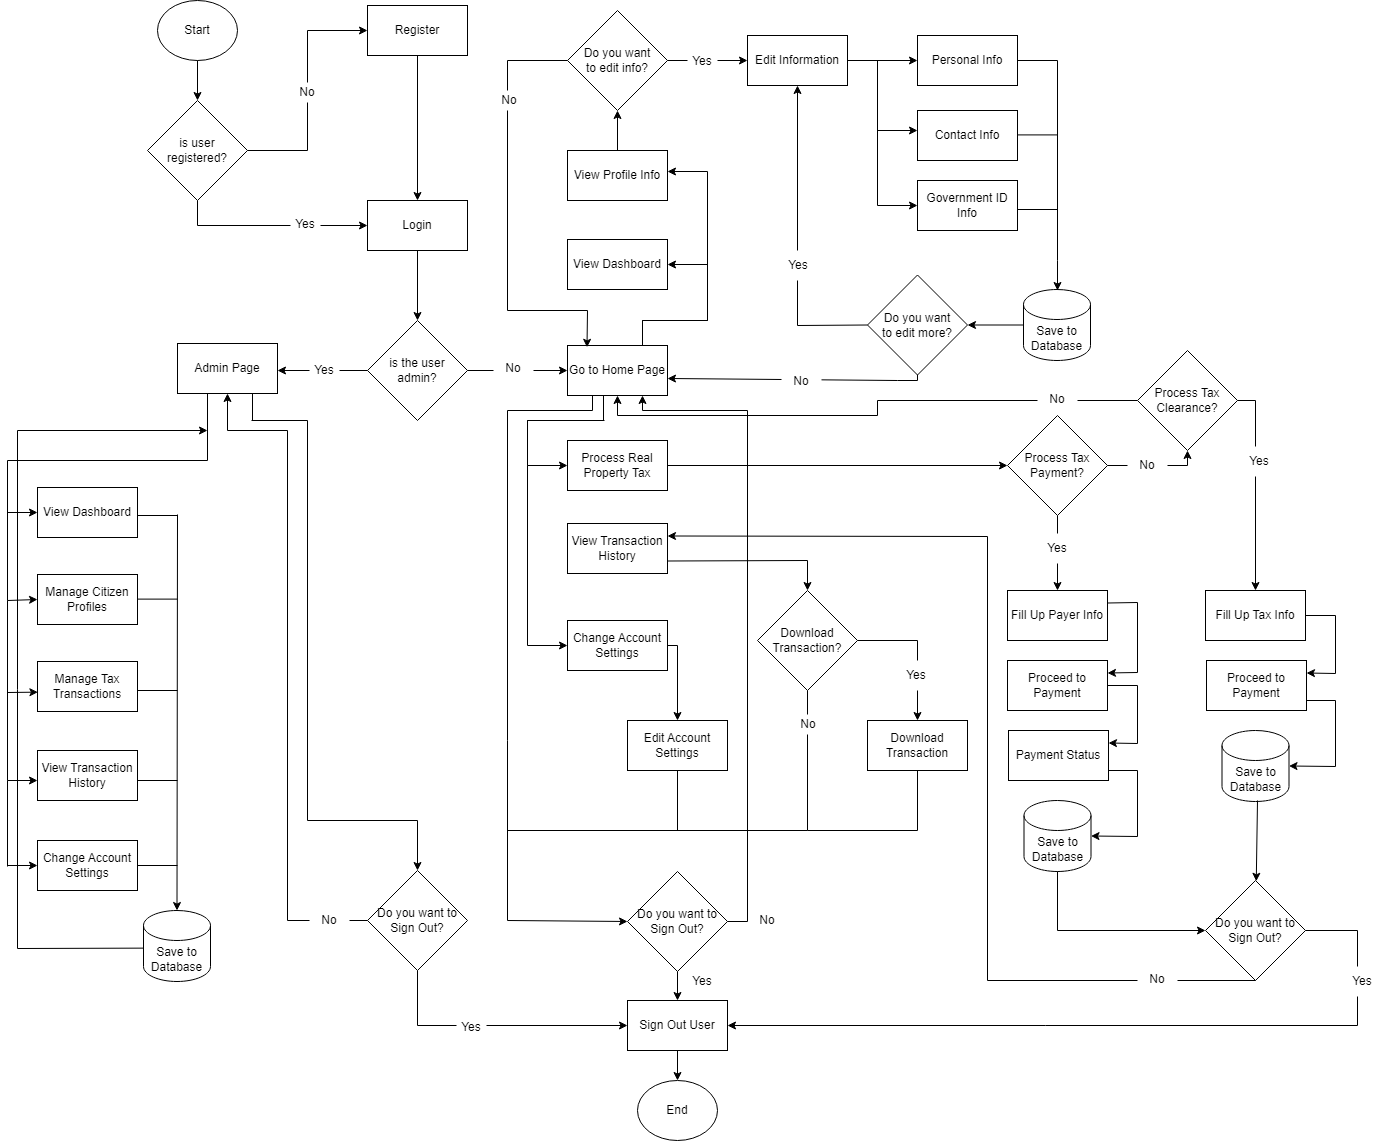 Start
Register
No
is user
registered?
Yes
Login
is the user
admin?
Yes
No
Admin Page
Do you want
to edit info?
Yes
No
Edit Information
Personal Info
Contact Info
Government ID
Info
View Profile Info
View Dashboard
Yes
Do you want
to edit more?
Save to
Database
No
Go to Home Page
Process Tax
Clearance?
No
Yes
Process Real
Property Tax
Process Tax
Payment?
No
Yes
View Transaction
History
Download
Transaction?
Yes
No
Change Account
Settings
Edit Account
Settings
Download
Transaction
Fill Up Payer Info
Proceed to
Payment
Payment Status
Save to
Database
Fill Up Tax Info
Proceed to
Payment
Save to
Database
View Dashboard
Manage Citizen
Profiles
Manage Tax
Transactions
View Transaction
History
Change Account
Settings
Save to
Database
No
Do you want to
Sign Out?
Do you want to
Sign Out?
No
Do you want to
Sign Out?
Yes
No
Yes
Yes
Sign Out User
End